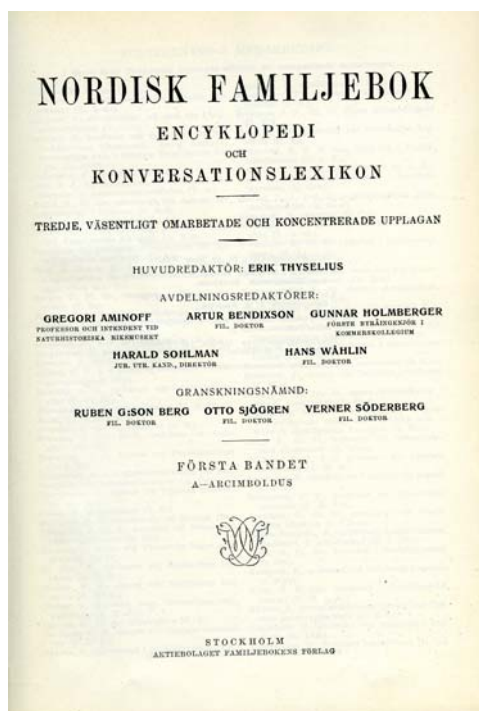 NORDISK FAMILJEBOK
ENCYKLOPEDI
OCH
KONVERSATIONSLEXIKON
TREDJE, VÄSENTLIGT OMARBETADE OCH KONCENTRERADE UPPLAGAN
HUVUDREDAKTÖR: ERIK THYSELIUS
AVDELNINGSREDAKTÖRER:
GREGORI AMINOFF
PROFESSOR OCH INTENDENT VID
NATURHISTORISKA RIKSMUSEET
ARTUR BENDIXSON
FIL. DOKTOR
GUNNAR HOLMBERGER
FÖRSTE BYRÅINGENJÖR I
KOMMERSKOLLEGIUM
HARALD SOHLMAN
JUR. UTR. KAND., DIREKTÖR
HANS WÅHLIN
FIL. DOKTOR
GRANSKNINGSNÄMND:
RUBEN G:SON BERG
FIL. DOKTOR
OTTO SJÖGREN
FIL. DOKTOR
VERNER SÖDERBERG
FIL. DOKTOR
FÖRSTA BANDET
A—ARCIMBOLDUS
STOCKHOLM
AKTIEBOLAGET FAMILJEBOKENS FÖRLAG